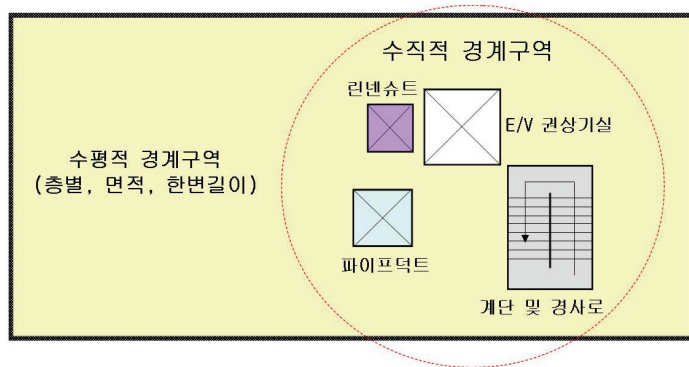 수직적 경계구역
린넨슈트
E/V 권상기실
수평적 경계구역
(층별, 면적, 한변길이)
파이프덕트
계단 및 경사로